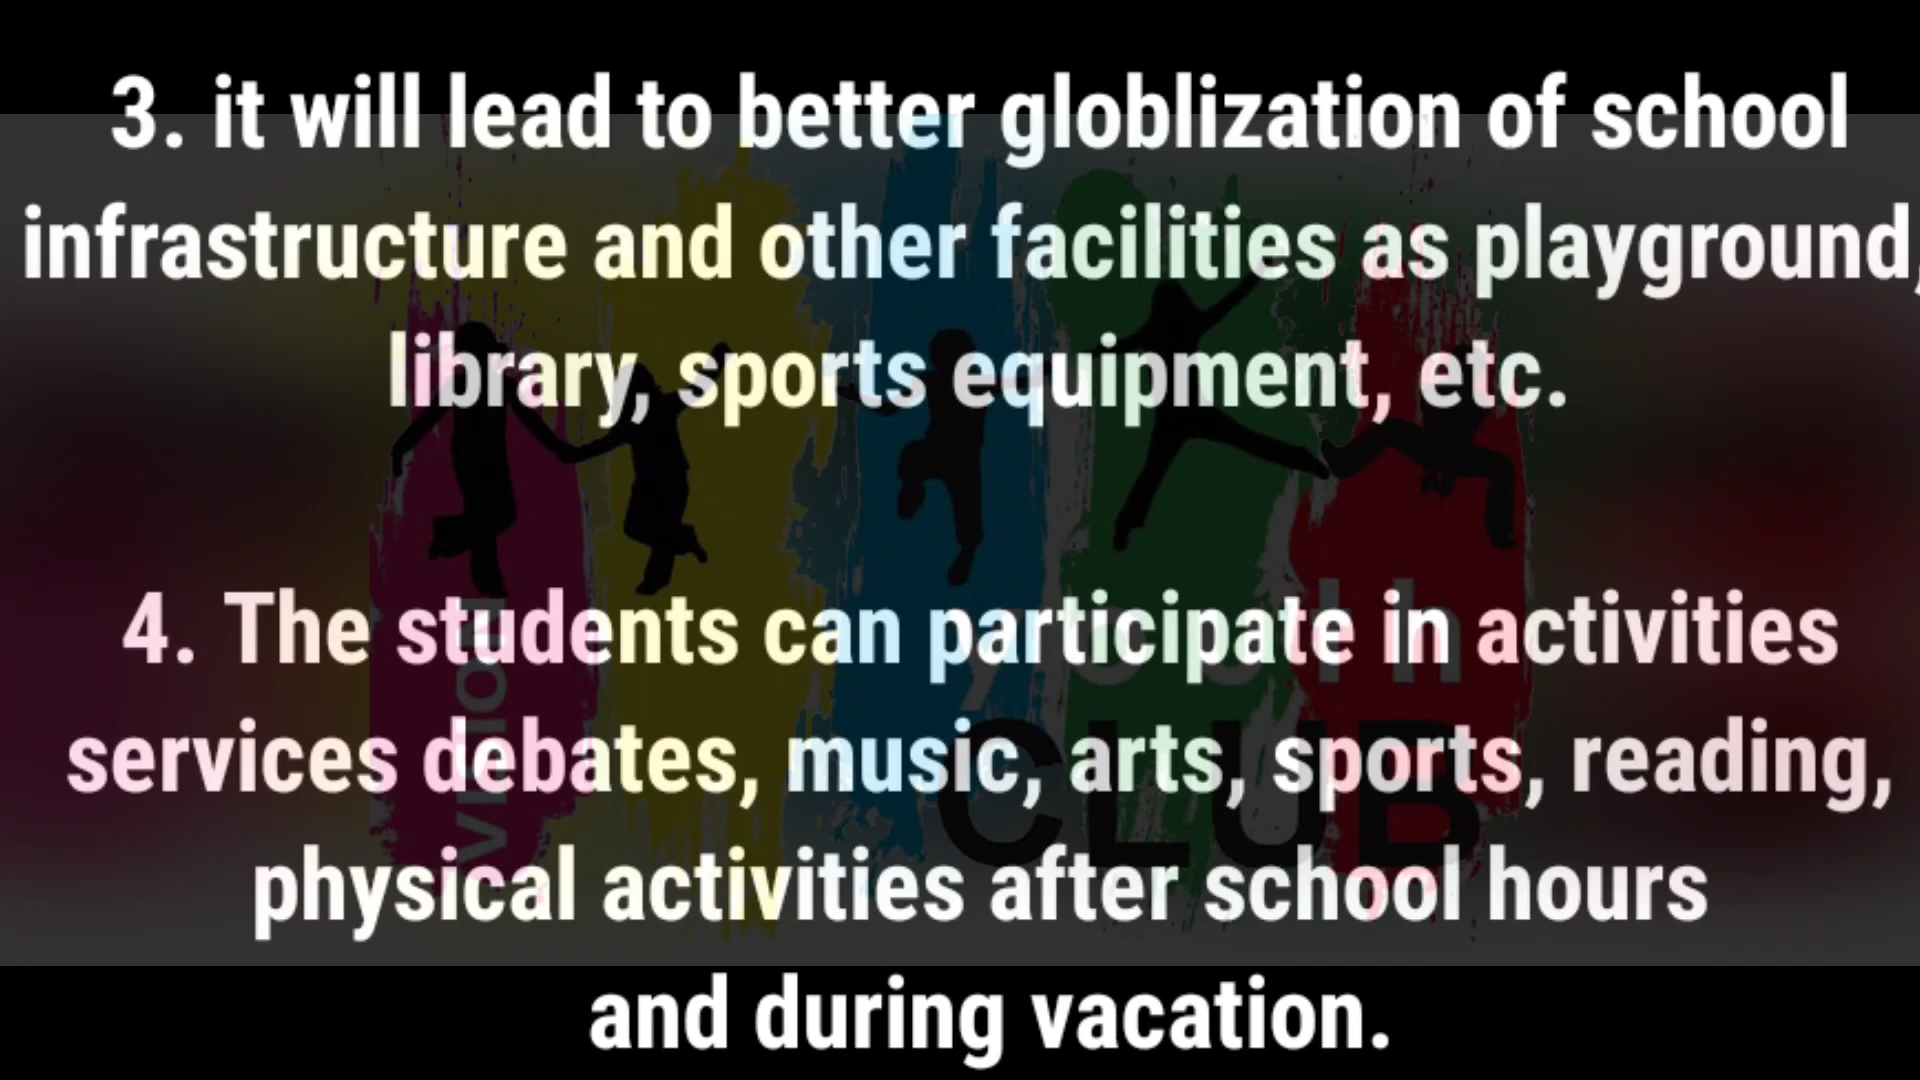 3. it will lead to better globlization of school
infrastructure and other facilities as playground,
library, sports equipment, etc.
4. The students can participate in activities
services debates, music, arts, sports, reading,
physical activities after school hours
and during vacation.
youth
CLUB